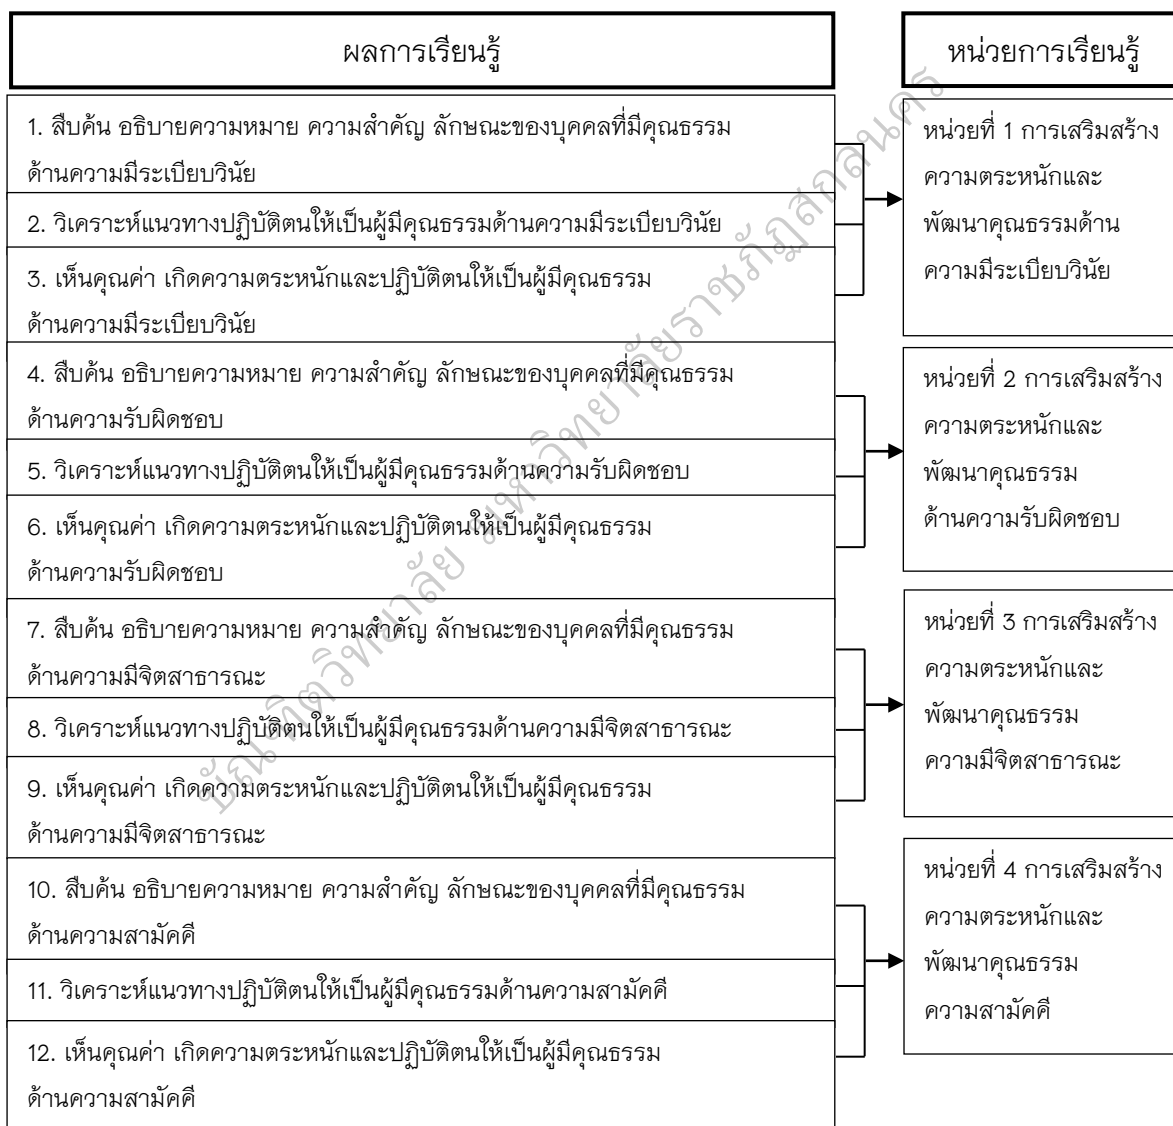 ผลการเรียนรู้
หน่วยการเรียนรู้
1. สืบค้น อธิบายความหมาย ความสำคัญ ลักษณะของบุคคลที่มีคุณธรรม
ด้านความมีระเบียบวินัย
2. วิเคราะห์แนวทางปฏิบัติตนให้เป็นผู้มีคุณธรรมด้านความมีระเบียบวินัย
3. เห็นคุณค่า เกิดความตระหนักและปฏิบัติตนให้เป็นผู้มีคุณธรรม
ด้านความมีระเบียบวินัย
หน่วยที่ 1 การเสริมสร้าง
ความตระหนักและ
พัฒนาคุณธรรมด้าน
ความมีระเบียบวินัย
4. สืบค้น อธิบายความหมาย ความสำคัญ ลักษณะของบุคคลที่มีคุณธรรม
ด้านความรับผิดชอบ
5. วิเคราะห์แนวทางปฏิบัติตนให้เป็นผู้มีคุณธรรมด้านความรับผิดชอบ
6. เห็นคุณค่า เกิดความตระหนักและปฏิบัติตนให้เป็นผู้มีคุณธรรม
ด้านความรับผิดชอบ
หน่วยที่ 2 การเสริมสร้าง
ความตระหนักและ
พัฒนาคุณธรรม
ด้านความรับผิดชอบ
7. สืบค้น อธิบายความหมาย ความสำคัญ ลักษณะของบุคคลที่มีคุณธรรม
ด้านความมีจิตสาธารณะ
8. วิเคราะห์แนวทางปฏิบัติตนให้เป็นผู้มีคุณธรรมด้านความมีจิตสาธารณะ
9. เห็นคุณค่า เกิดความตระหนักและปฏิบัติตนให้เป็นผู้มีคุณธรรม
ด้านความมีจิตสาธารณะ
หน่วยที่ 3 การเสริมสร้าง
ความตระหนักและ
พัฒนาคุณธรรม
ความมีจิตสาธารณะ
10. สืบค้น อธิบายความหมาย ความสำคัญ ลักษณะของบุคคลที่มีคุณธรรม
ด้านความสามัคคี
11. วิเคราะห์แนวทางปฏิบัติตนให้เป็นผู้มีคุณธรรมด้านความสามัคคี
12. เห็นคุณค่า เกิดความตระหนักและปฏิบัติตนให้เป็นผู้มีคุณธรรม
ด้านความสามัคคี
หน่วยที่ 4 การเสริมสร้าง
ความตระหนักและ
พัฒนาคุณธรรม
ความสามัคคี
บัณฑิตวิทยาลัย มหาวิทยาลัยราชภัฏสกลนคร